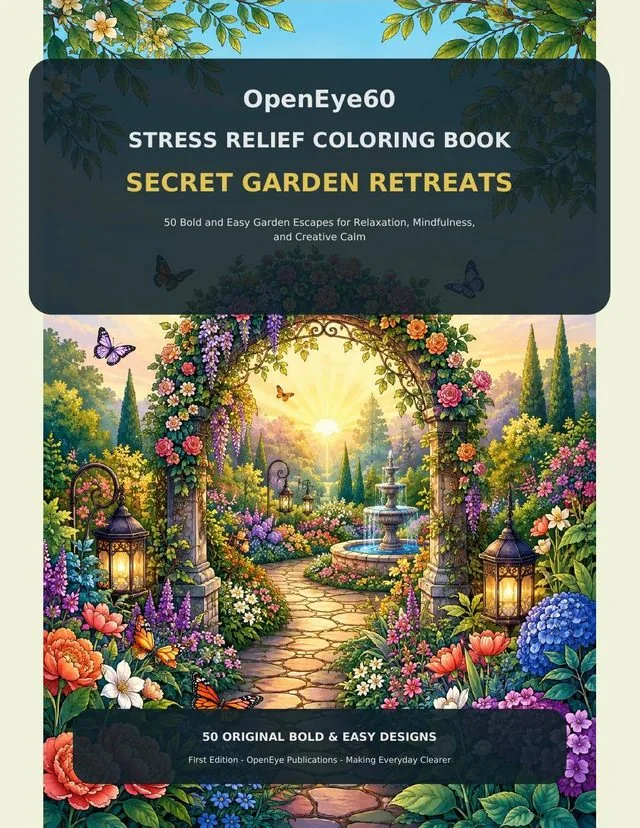 OpenEye60
STRESS RELIEF COLORING BOOK
SECRET GARDEN RETREATS
50 Bold and Easy Garden Escapes for Relaxation, Mindfulness,
and Creative Calm
50 ORIGINAL BOLD & EASY DESIGNS
First Edition - OpenEye Publications - Making Everyday Clearer